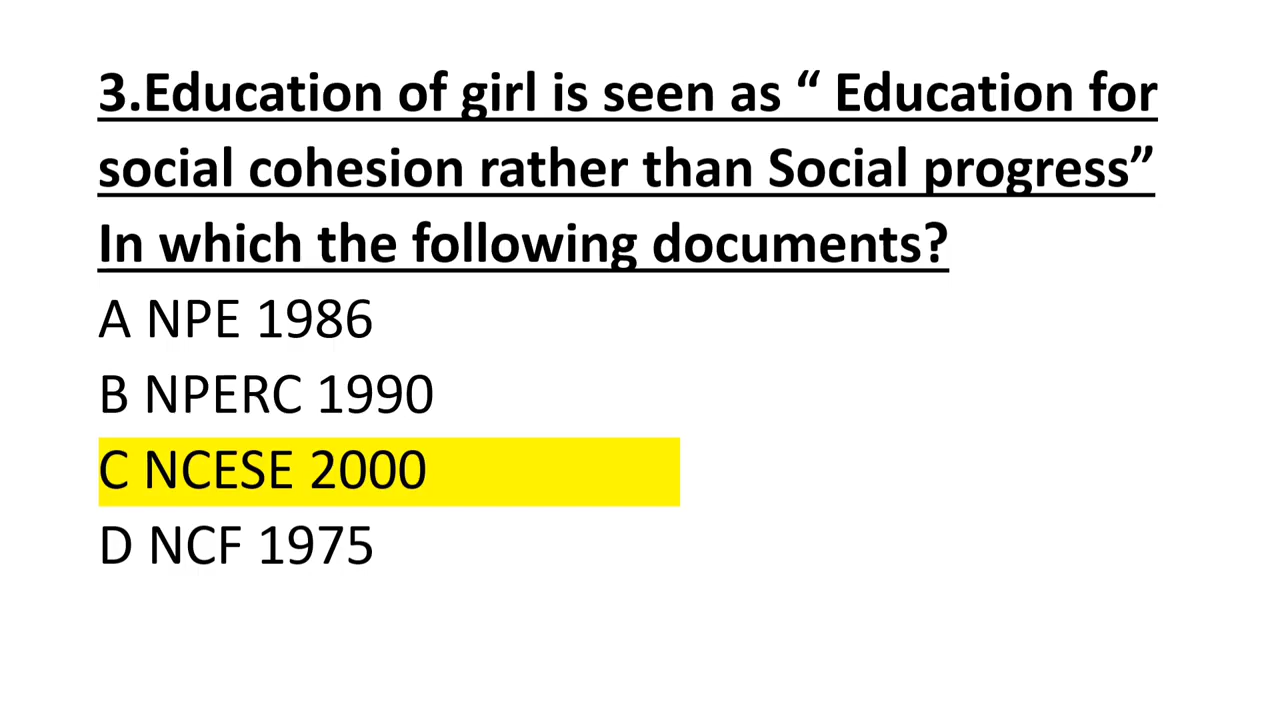 3.Education of girl is seen as “ Education for
social cohesion rather than Social progress”
In which the following documents?
A NPE 1986
B NPERC 1990
C NCESE 2000
D NCF 1975